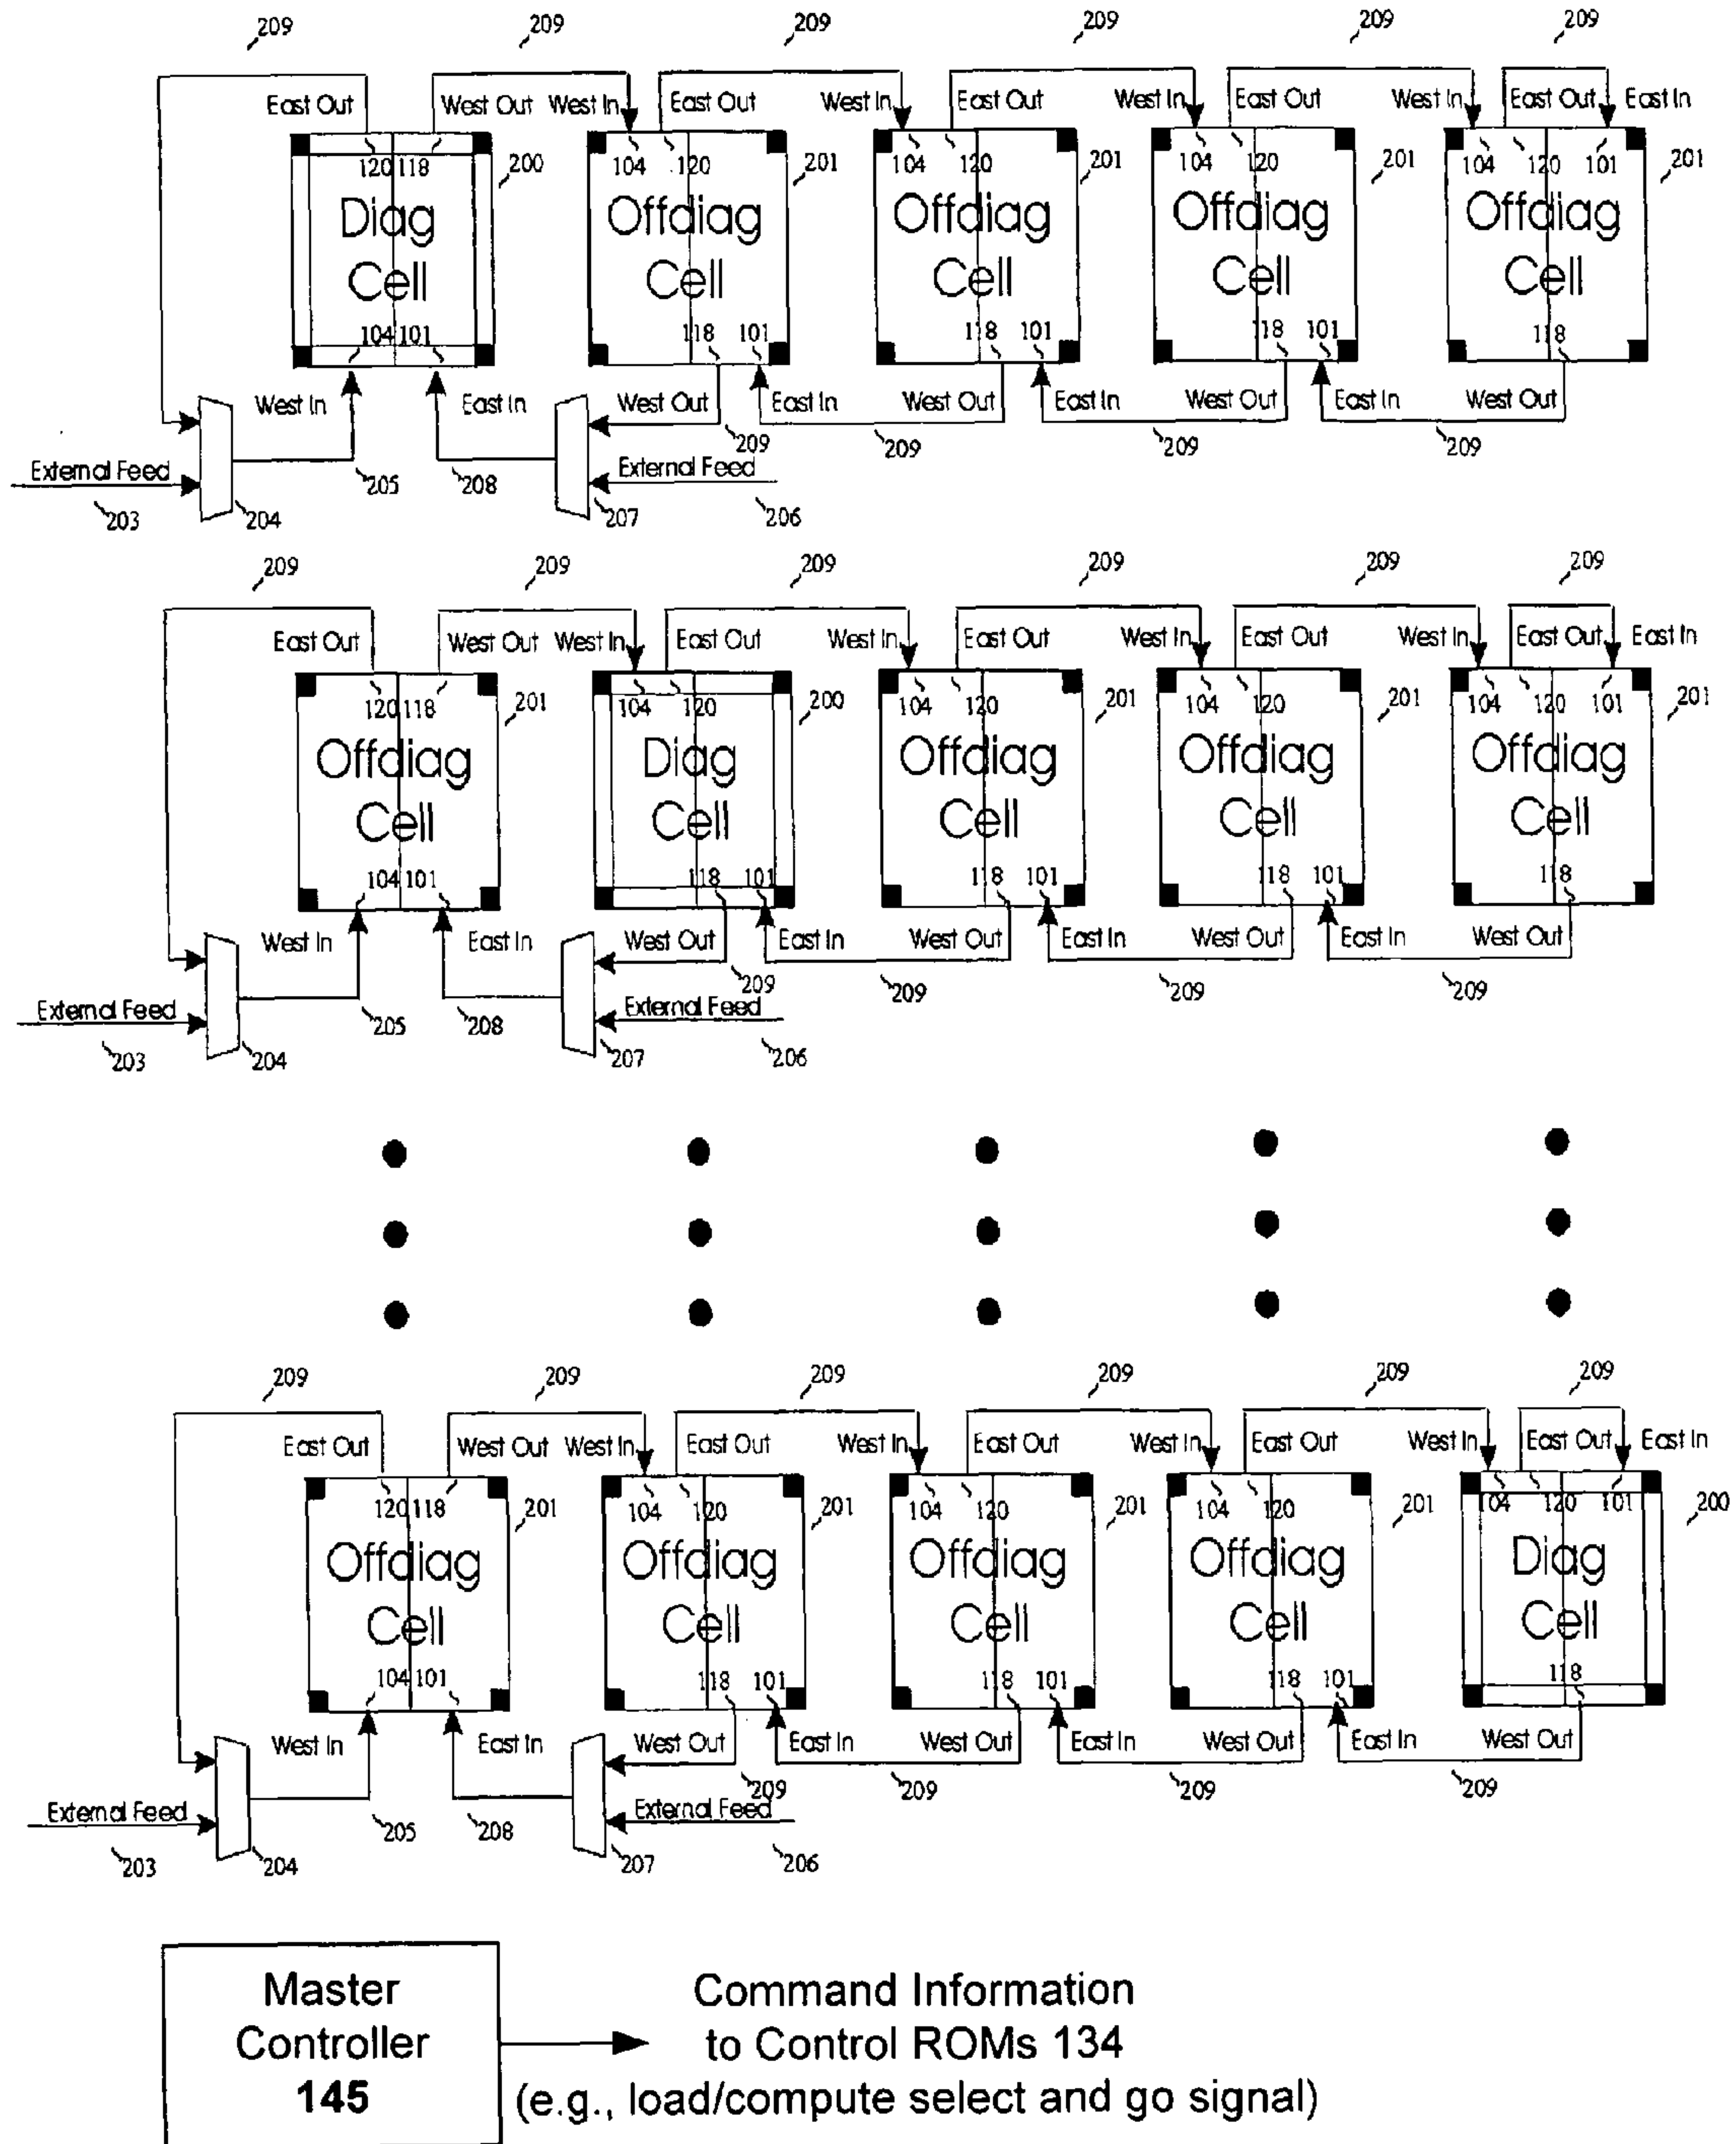 209 209 209 209 209 209
East Out West Out West In East Out West In East Out West In East Out West In East Out East In
120 118 200 104 120 201 104 120 201 104 120 201 104 120 101 201
Diag Offdiag Offdiag Offdiag Offdiag
Cell Cell Cell Cell Cell
104 101 118 101 118 101 118 101 118
West In East In West Out East In West Out East In West Out East In West Out
209 209 209 209
External Feed 205 208 External Feed
203 204 207 206
209 209 209 209 209 209
East Out West Out West In East Out West In East Out West In East Out West In East Out East In
120 118 201 104 120 200 104 120 201 104 120 201 104 120 101 201
Offdiag Diag Offdiag Offdiag Offdiag
Cell Cell Cell Cell Cell
104 101 118 101 118 101 118 101 118
West In East In West Out East In West Out East In West Out East In West Out
209 209 209 209
External Feed 205 208 External Feed
203 204 207 206
209 209 209 209 209 209
East Out West Out West In East Out West In East Out West In East Out West In East Out East In
120 118 201 104 120 201 104 120 201 104 120 201 104 120 101 200
Offdiag Offdiag Offdiag Offdiag Diag
Cell Cell Cell Cell Cell
104 101 118 101 118 101 118 101 118
West In East In West Out East In West Out East In West Out East In West Out
209 209 209 209
External Feed 205 208 External Feed
203 204 207 206
Master
Controller
145
Command Information
to Control ROMs 134
(e.g., load/compute select and go signal)